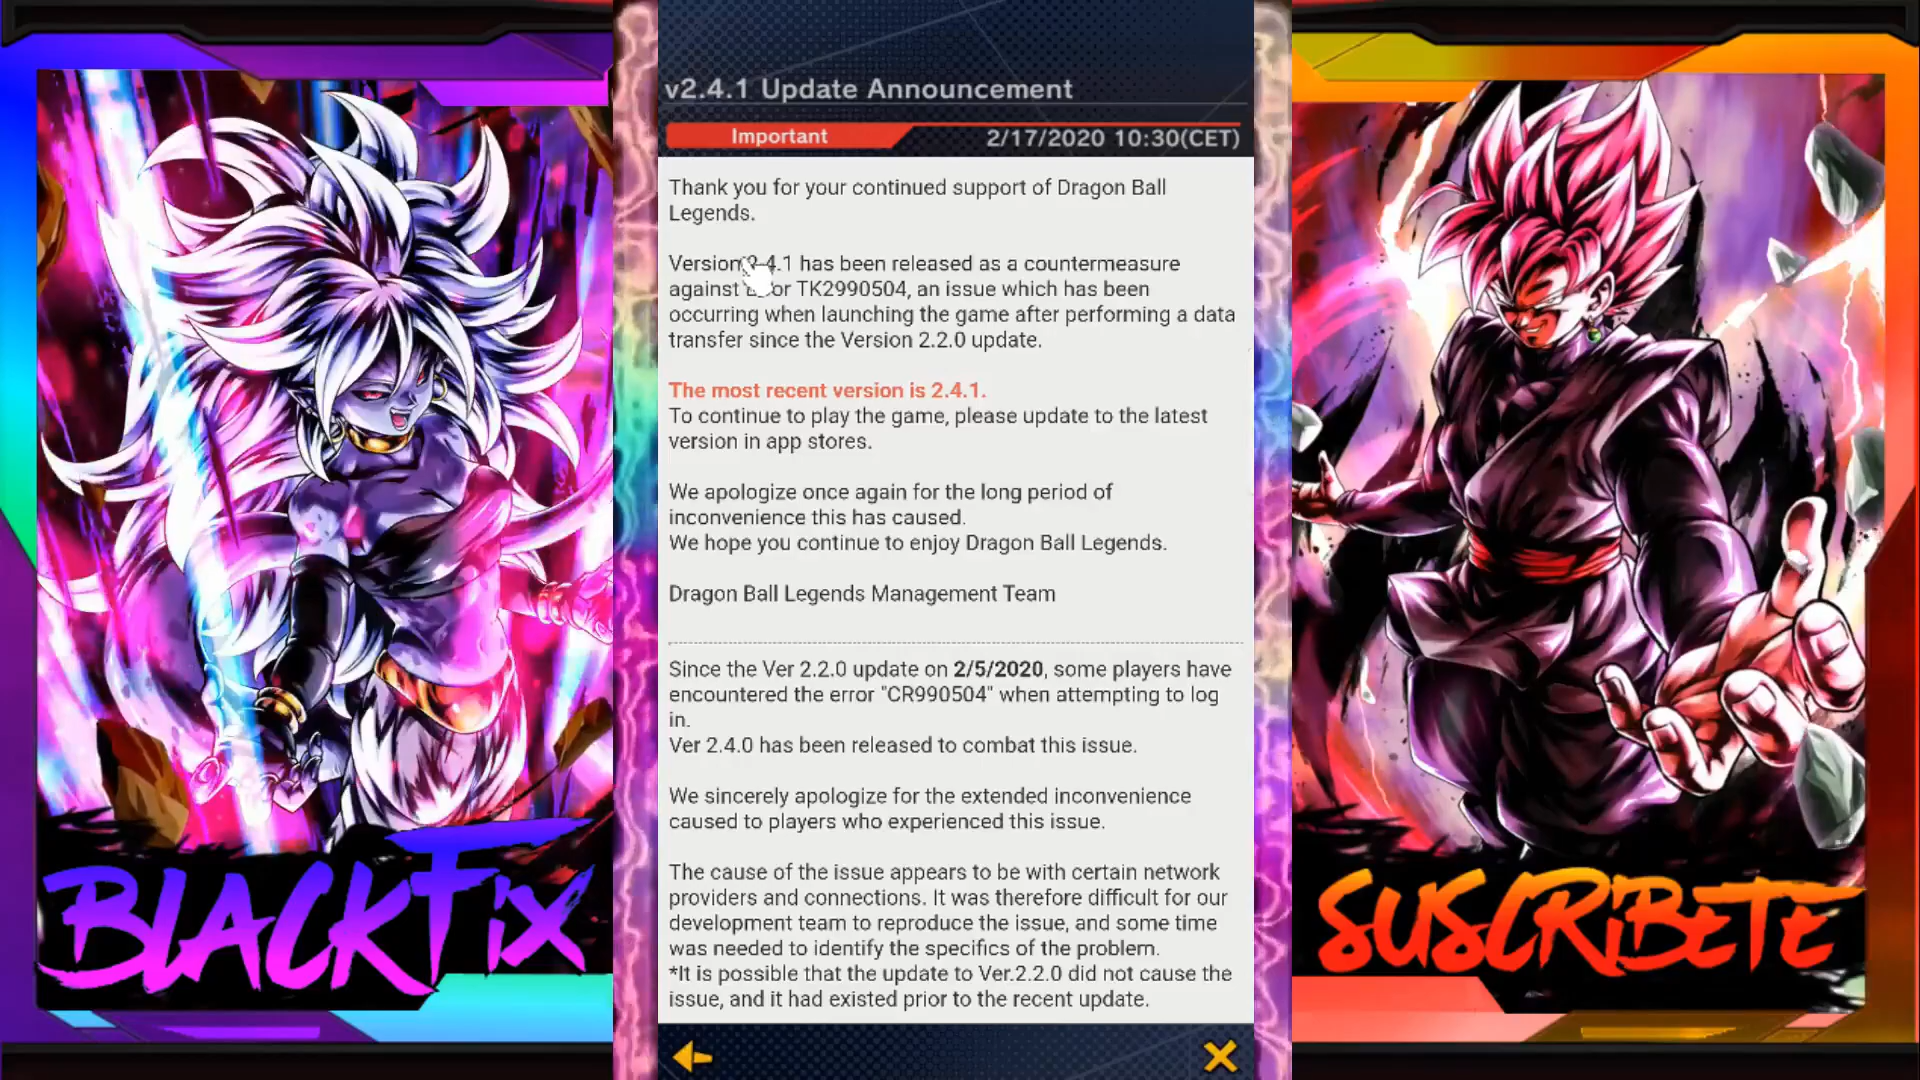 v2.4.1 Update Announcement
Important
2/17/2020 10:30(CET)
Thank you for your continued support of Dragon Ball
Legends.
Version 2.4.1 has been released as a countermeasure
against Error TK2990504, an issue which has been
occurring when launching the game after performing a data
transfer since the Version 2.2.0 update.
The most recent version is 2.4.1.
To continue to play the game, please update to the latest
version in app stores.
We apologize once again for the long period of
inconvenience this has caused.
We hope you continue to enjoy Dragon Ball Legends.
Dragon Ball Legends Management Team
Since the Ver 2.2.0 update on 2/5/2020, some players have
encountered the error "CR990504" when attempting to log
in.
Ver 2.4.0 has been released to combat this issue.
We sincerely apologize for the extended inconvenience
caused to players who experienced this issue.
The cause of the issue appears to be with certain network
providers and connections. It was therefore difficult for our
development team to reproduce the issue, and some time
was needed to identify the specifics of the problem.
*It is possible that the update to Ver.2.2.0 did not cause the
issue, and it had existed prior to the recent update.
BLACKFiX
SUSCRiBETE